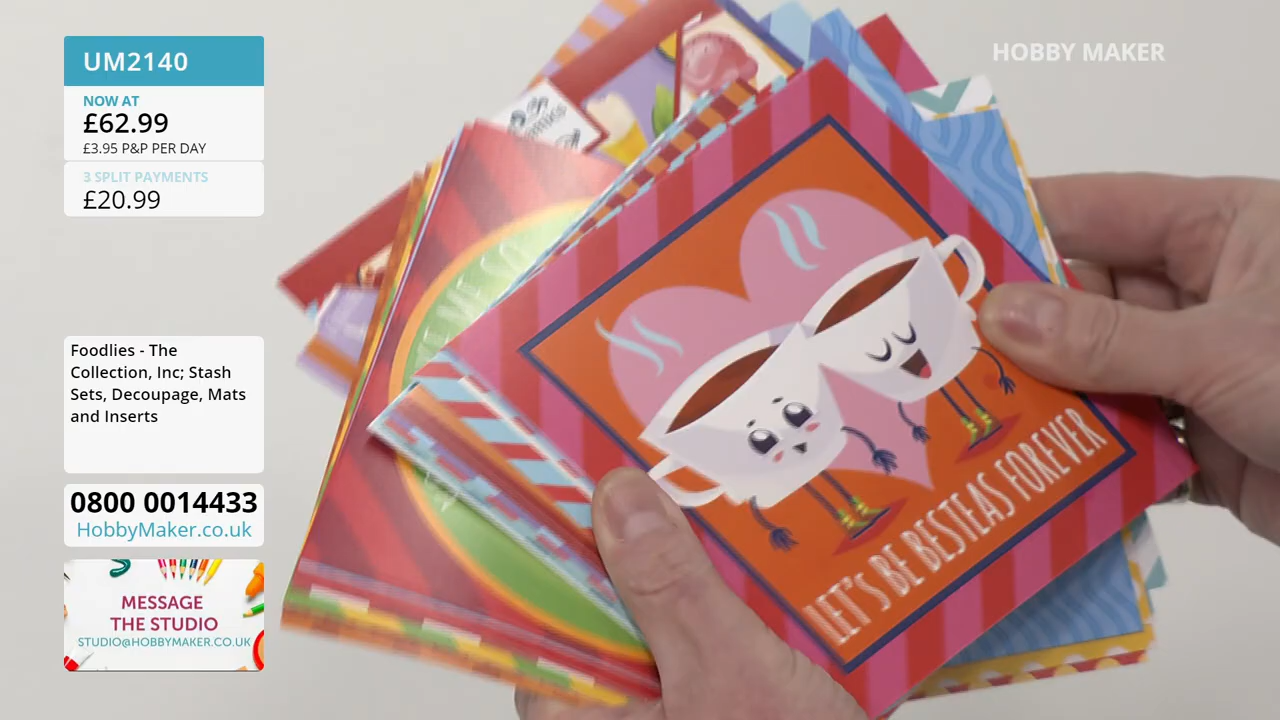 UM2140
NOW AT
£62.99
£3.95 P&P PER DAY
3 SPLIT PAYMENTS
£20.99
Foodlies - The
Collection, Inc; Stash
Sets, Decoupage, Mats
and Inserts
0800 0014433
HobbyMaker.co.uk
MESSAGE
THE STUDIO
STUDIO@HOBBYMAKER.CO.UK
HOBBY MAKER
LET'S BE BESTEAS FOREVER